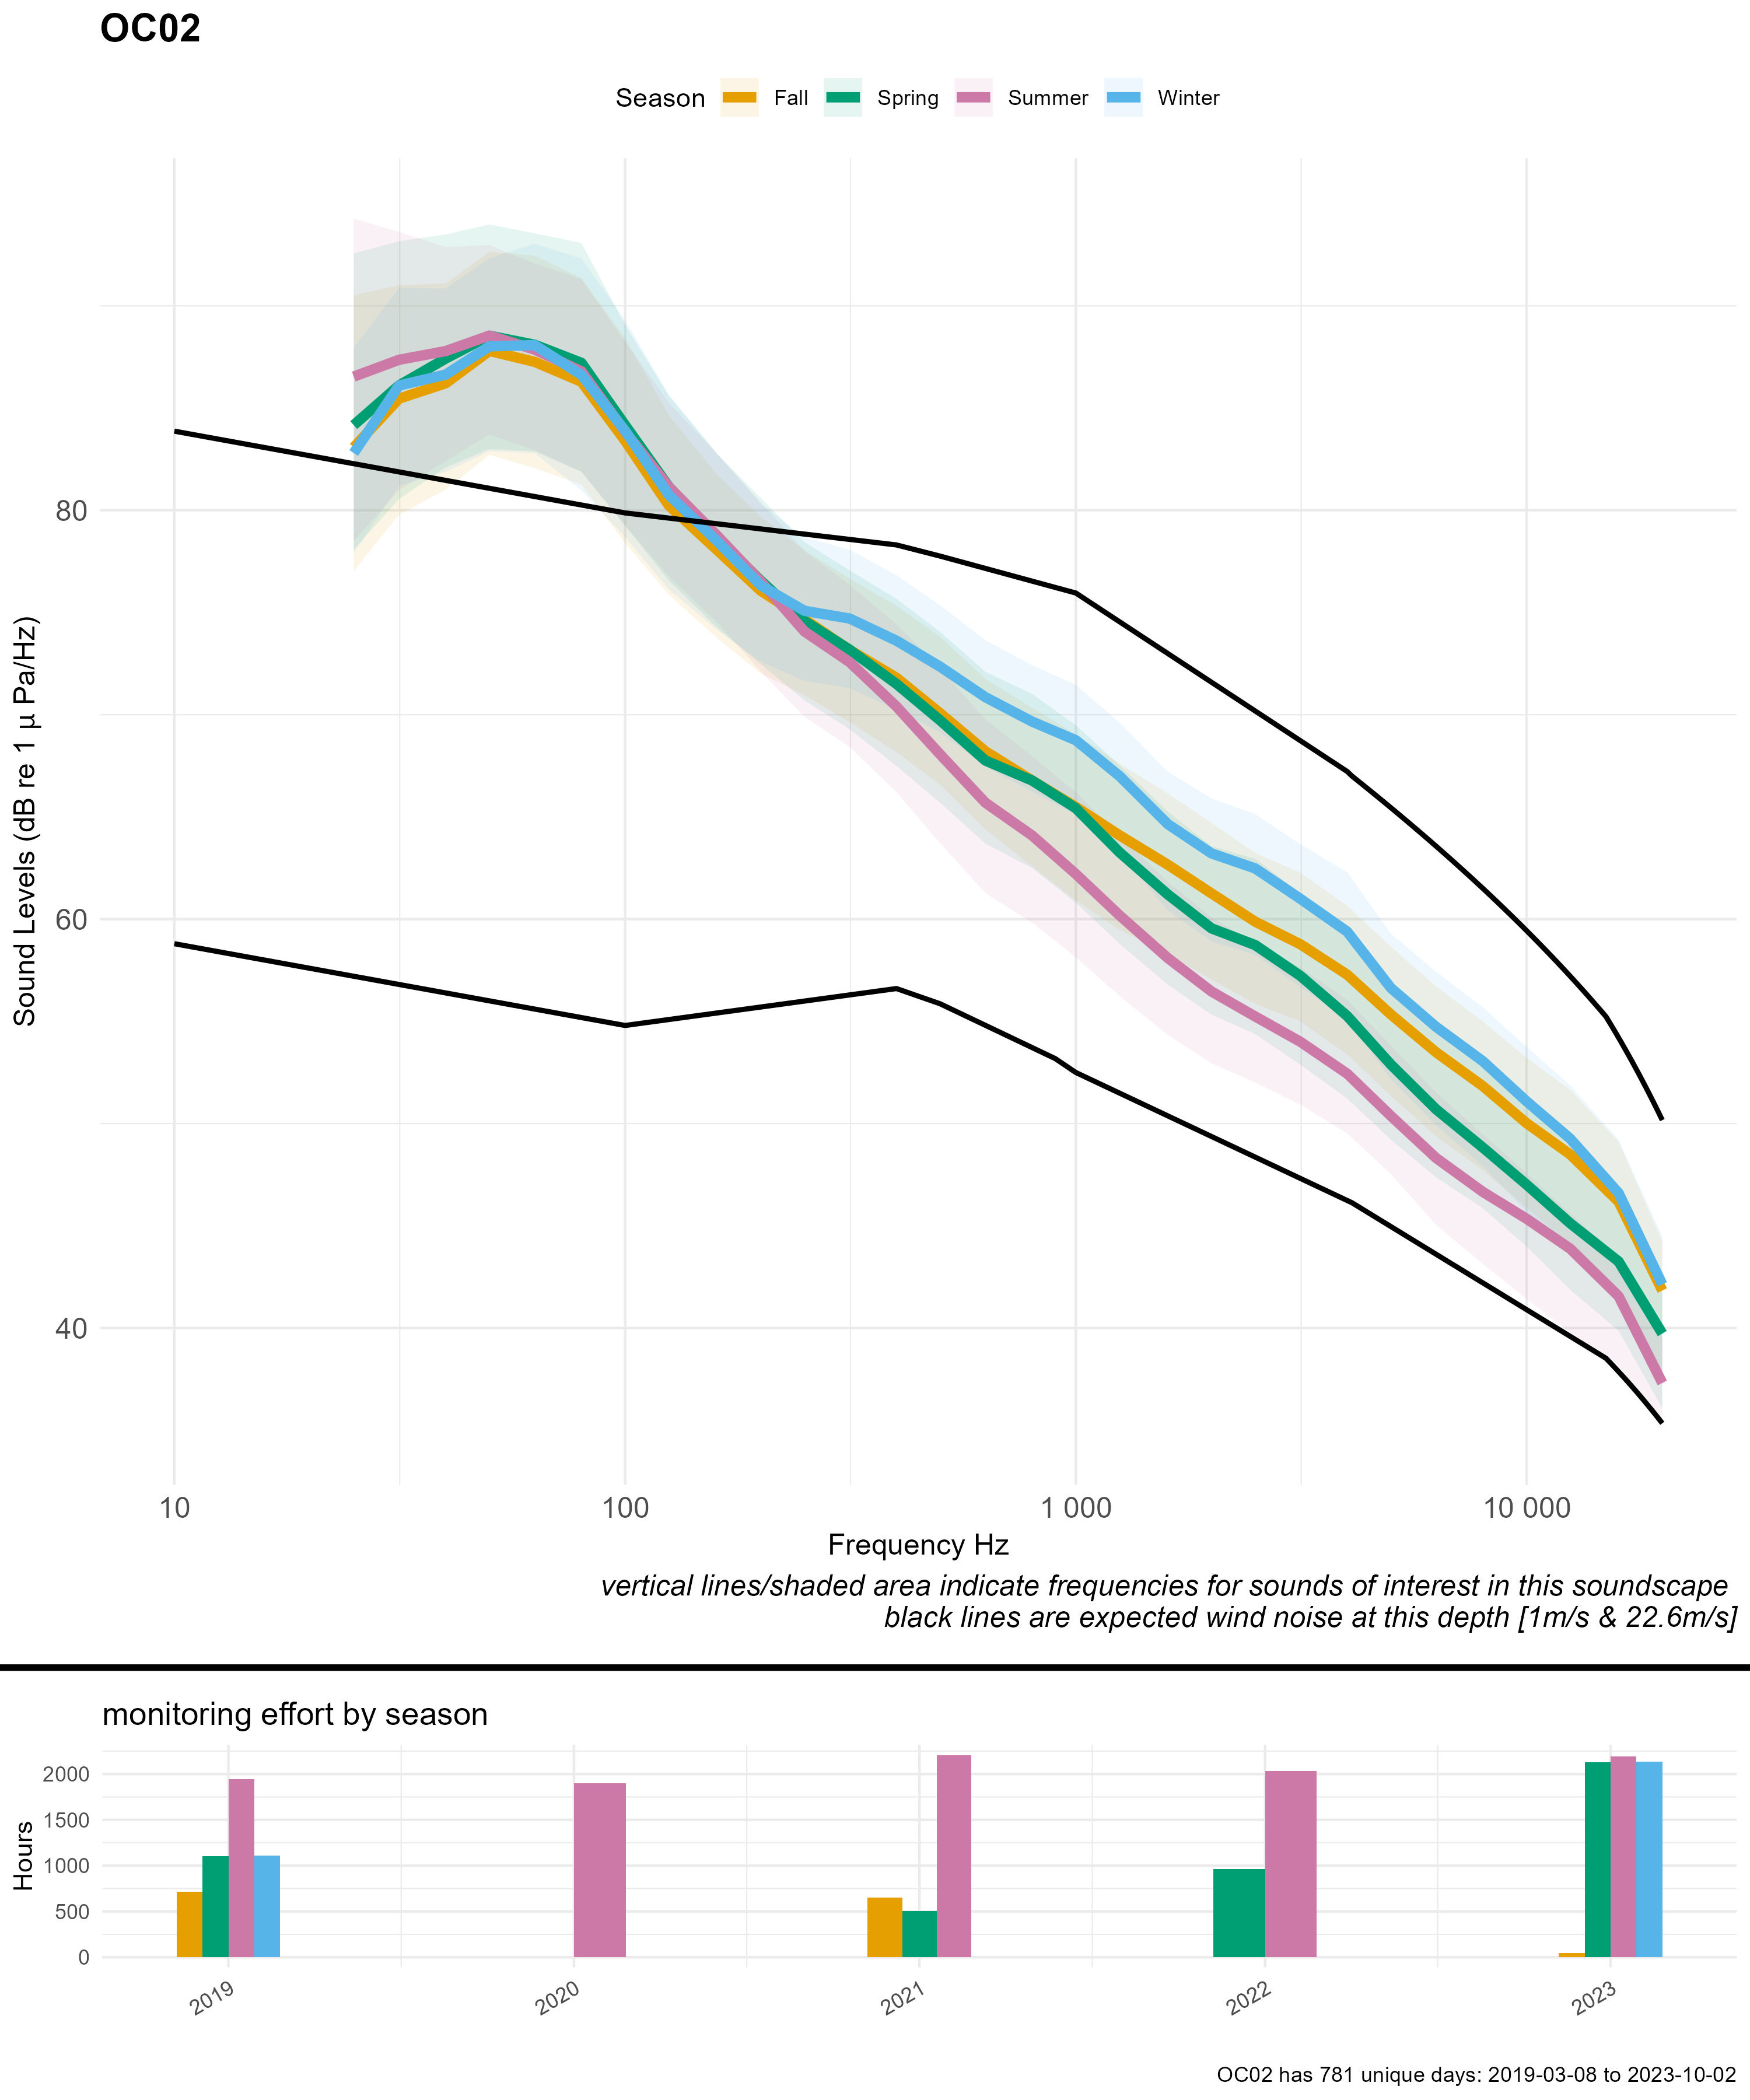 OC02
Season Fall Spring Summer Winter
Sound Levels (dB re 1 µ Pa/Hz)
80
60
40
10 100 1 000 10 000
Frequency Hz
vertical lines/shaded area indicate frequencies for sounds of interest in this soundscape
black lines are expected wind noise at this depth [1m/s & 22.6m/s]
monitoring effort by season
Hours
2000
1500
1000
500
0
2019 2020 2021 2022 2023
OC02 has 781 unique days: 2019-03-08 to 2023-10-02